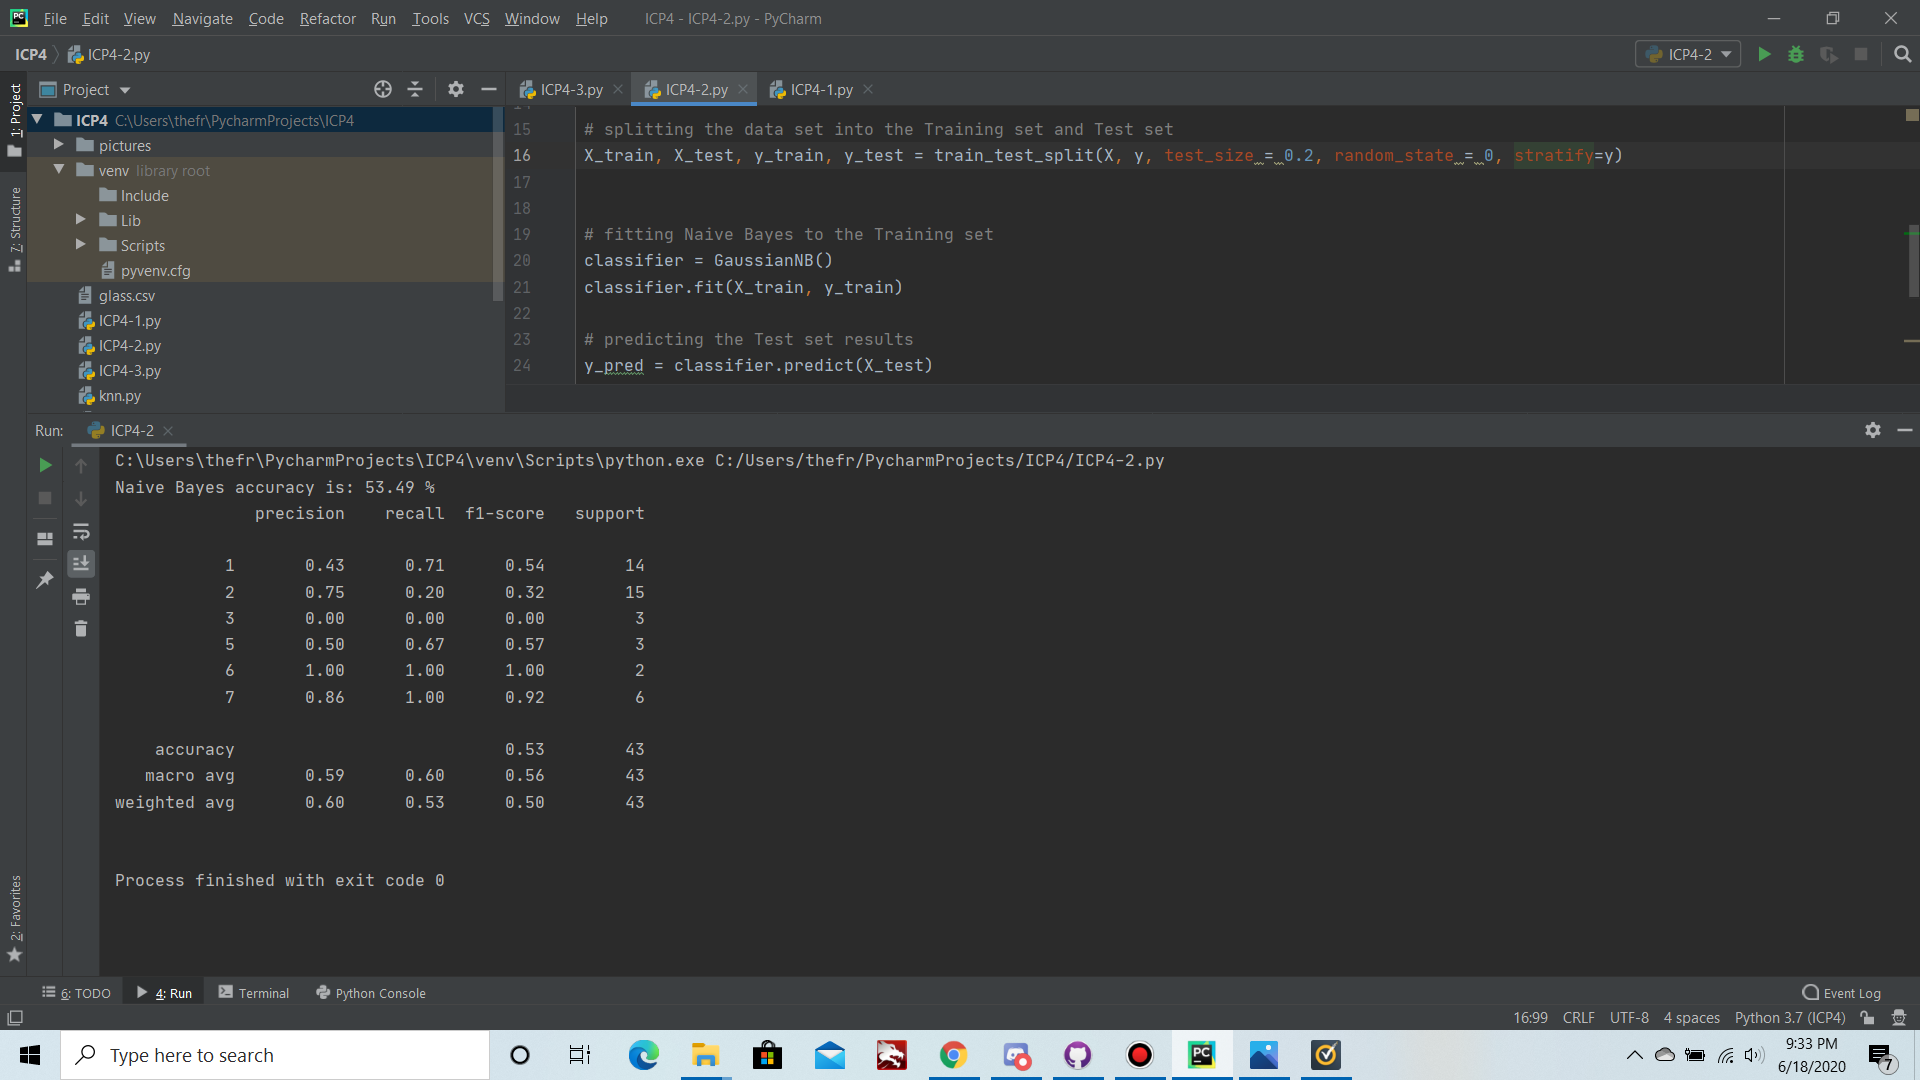 File Edit View Navigate Code Refactor Run Tools VCS Window Help ICP4 - ICP4-2.py - PyCharm
ICP4 ICP4-2.py ICP4-2
Project ICP4-3.py ICP4-2.py ICP4-1.py
1: Project
7: Structure
2: Favorites
ICP4 C:\Users\thefr\PycharmProjects\ICP4
pictures
venv library root
Include
Lib
Scripts
pyvenv.cfg
glass.csv
ICP4-1.py
ICP4-2.py
ICP4-3.py
knn.py
15 # splitting the data set into the Training set and Test set
16 X_train, X_test, y_train, y_test = train_test_split(X, y, test_size = 0.2, random_state = 0, stratify=y)
17
18
19 # fitting Naive Bayes to the Training set
20 classifier = GaussianNB()
21 classifier.fit(X_train, y_train)
22
23 # predicting the Test set results
24 y_pred = classifier.predict(X_test)
Run: ICP4-2
C:\Users\thefr\PycharmProjects\ICP4\venv\Scripts\python.exe C:/Users/thefr/PycharmProjects/ICP4/ICP4-2.py
Naive Bayes accuracy is: 53.49 %
precision recall f1-score support
1 0.43 0.71 0.54 14
2 0.75 0.20 0.32 15
3 0.00 0.00 0.00 3
5 0.50 0.67 0.57 3
6 1.00 1.00 1.00 2
7 0.86 1.00 0.92 6
accuracy 0.53 43
macro avg 0.59 0.60 0.56 43
weighted avg 0.60 0.53 0.50 43
Process finished with exit code 0
6: TODO 4: Run Terminal Python Console Event Log
16:99 CRLF UTF-8 4 spaces Python 3.7 (ICP4)
Type here to search
PC
9:33 PM
6/18/2020
7